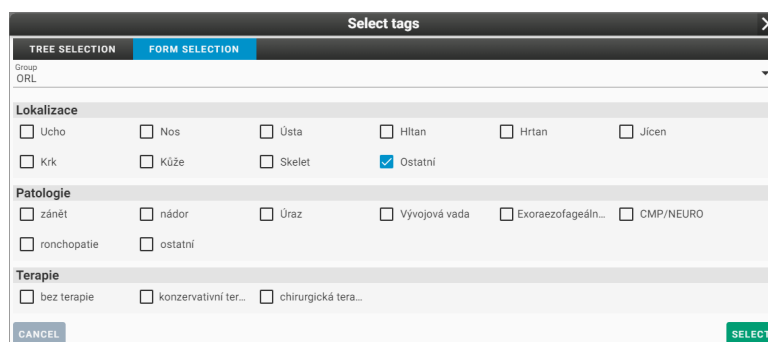 Select tags
TREE SELECTION FORM SELECTION
Group
ORL
Lokalizace
Ucho Nos Ústa Hltan Hrtan Jícen
Krk Kůže Skelet Ostatní
Patologie
zánět nádor Úraz Vývojová vada Exoraezofageáln... CMP/NEURO
ronchopatie ostatní
Terapie
bez terapie konzervativní ter... chirurgická tera...
CANCEL SELECT